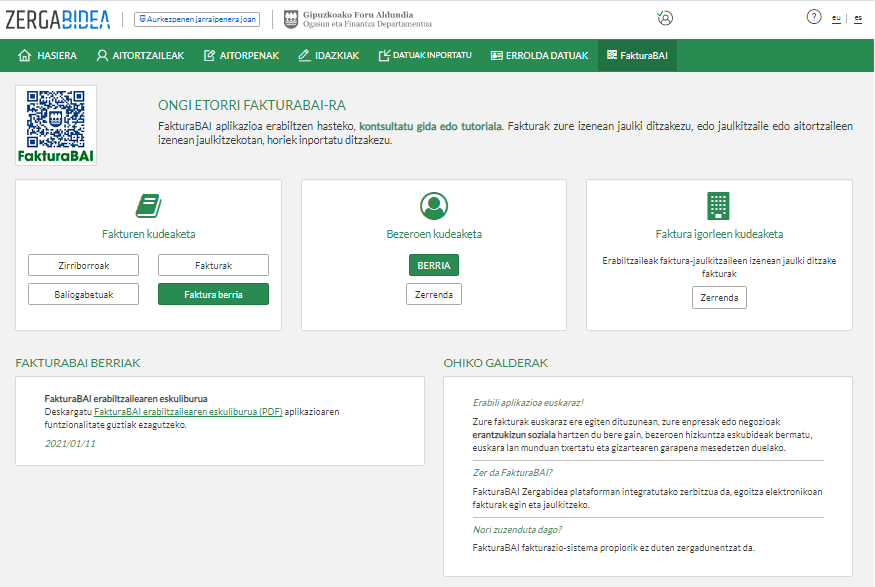 ZERGABIDEA
Aurkezpenen jarraipenera joan
Gipuzkoako Foru Aldundia
Ogasun eta Finantza Departamentua
? eu | es
HASIERA AITORTZAILEAK AITORPENAK IDAZKIAK DATUAK INPORTATU ERROLDA DATUAK FakturaBAI
FakturaBAI
ONGI ETORRI FAKTURABAI-RA
FakturaBAI aplikazioa erabiltzen hasteko, kontsultatu gida edo tutoriala. Fakturak zure izenean jaulki ditzakezu, edo jaulkitzaile edo aitortzaileen
izenean jaulkitzekotan, horiek inportatu ditzakezu.
Fakturen kudeaketa
Zirriborroak Fakturak
Baliogabetuak Faktura berria
Bezeroen kudeaketa
BERRIA
Zerrenda
Faktura igorleen kudeaketa
Erabiltzaileak faktura-jaulkitzaileen izenean jaulki ditzake
fakturak
Zerrenda
FAKTURABAI BERRIAK
FakturaBAI erabiltzailearen eskuliburua
Deskargatu FakturaBAI erabiltzailearen eskuliburua (PDF) aplikazioaren
funtzionalitate guztiak ezagutzeko.
2021/01/11
OHIKO GALDERAK
Erabili aplikazioa euskaraz!
Zure fakturak euskaraz ere egiten dituzunean, zure enpresak edo negozioak
erantzukizun soziala hartzen du bere gain, bezeroen hizkuntza eskubideak bermatu,
euskara lan munduan txertatu eta gizartearen garapena mesedetzen duelako.
Zer da FakturaBAI?
FakturaBAI Zergabidea plataforman integratutako zerbitzua da, egoitza elektronikoan
fakturak egin eta jaulkitzeko.
Nori zuzenduta dago?
FakturaBAI fakturazio-sistema propiorik ez duten zergadunentzat da.